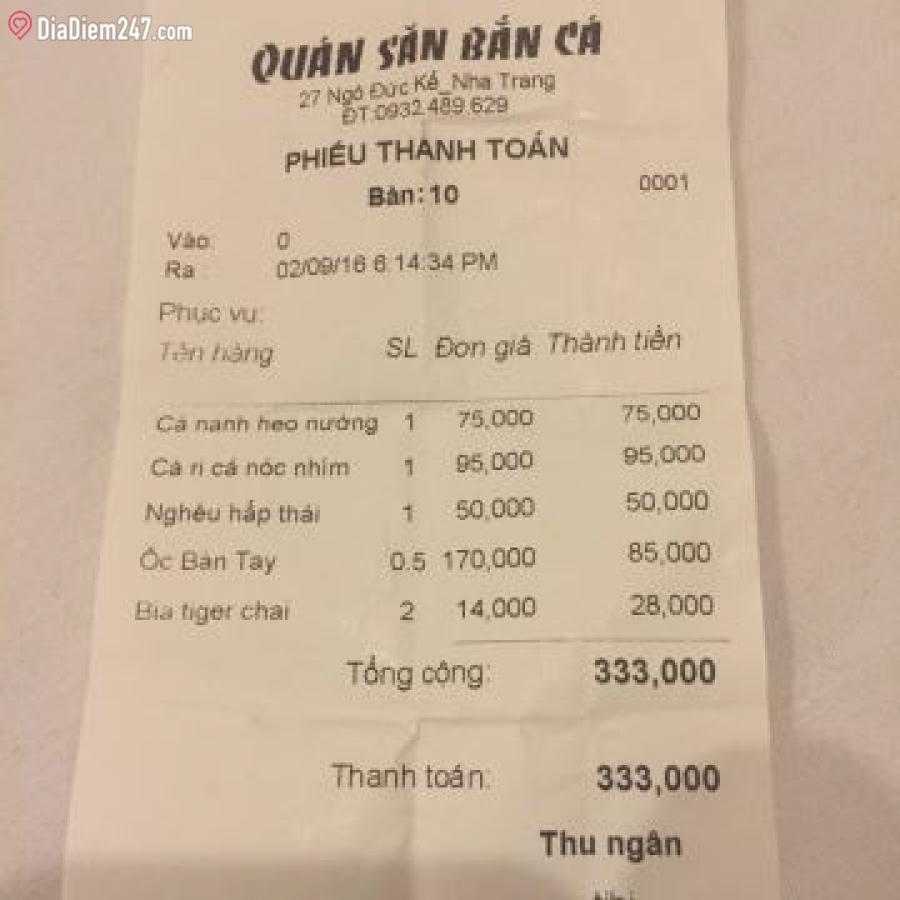 DiaDiem247.com
QUÁN SĂN BẮN CÁ
27 Ngô Đức Kế_Nha Trang
ĐT:0932.489.629
PHIẾU THANH TOÁN
Bàn: 10 0001
Vào: 0
Ra 02/09/16 6:14:34 PM
Phục vụ:
Tên hàng SL Đơn giá Thành tiền
Cá nanh heo nướng 1 75,000 75,000
Cà ri cá nóc nhím 1 95,000 95,000
Nghêu hấp thái 1 50,000 50,000
Ốc Bàn Tay 0.5 170,000 85,000
Bia tiger chai 2 14,000 28,000
Tổng cộng: 333,000
Thanh toán: 333,000
Thu ngân